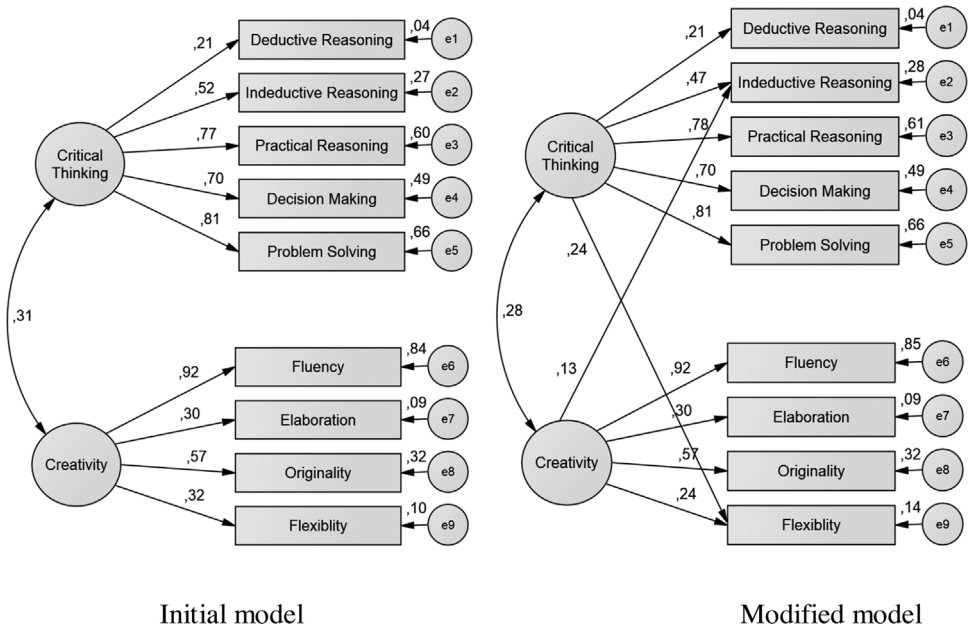 ,21
Deductive Reasoning
,04
e1
,52
Indeductive Reasoning
,27
e2
Critical
Thinking
,77
Practical Reasoning
,60
e3
,70
Decision Making
,49
e4
,81
Problem Solving
,66
e5
,31
,92
Fluency
,84
e6
,30
Elaboration
,09
e7
Creativity
,57
Originality
,32
e8
,32
Flexiblity
,10
e9
Initial model
,21
Deductive Reasoning
,04
e1
,47
Indeductive Reasoning
,28
e2
Critical
Thinking
,78
Practical Reasoning
,61
e3
,70
Decision Making
,49
e4
,81
Problem Solving
,66
e5
,24
,28
,13
,92
Fluency
,85
e6
,30
Elaboration
,09
e7
Creativity
,57
Originality
,32
e8
,24
Flexiblity
,14
e9
Modified model